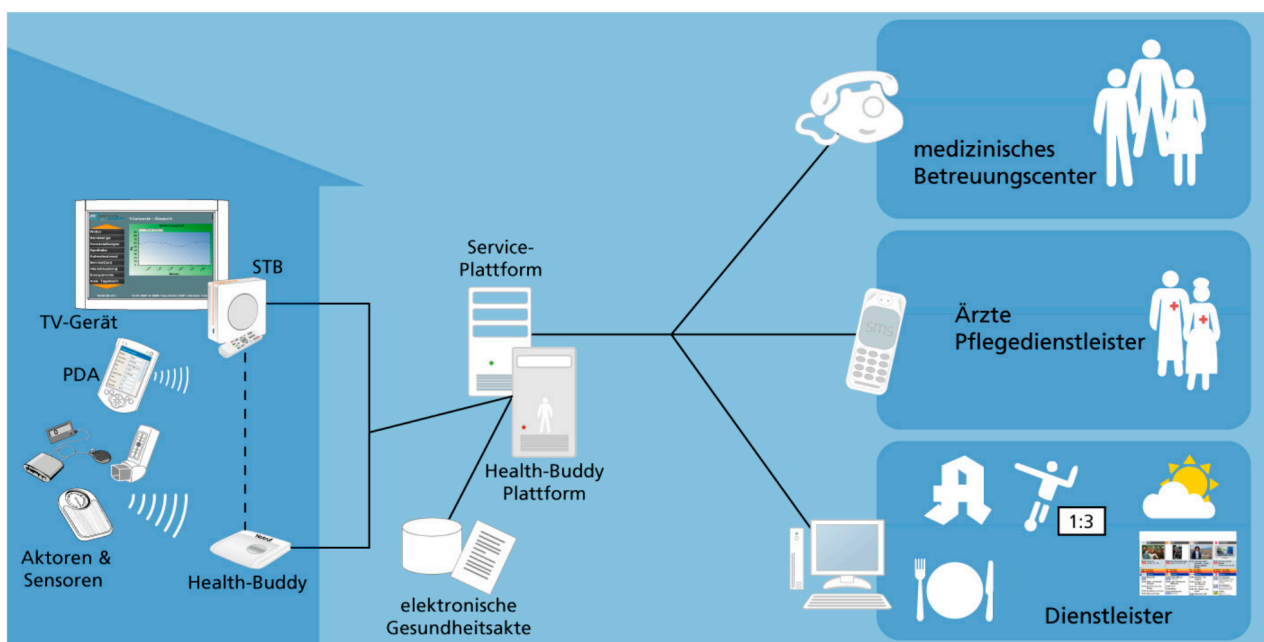 medizinisches
Betreuungscenter
Service-
Plattform
STB
TV-Gerät
sms
Ärzte
Pflegedienstleister
PDA
Health-Buddy
Plattform
1:3
Aktoren &
Sensoren
Health-Buddy
elektronische
Gesundheitsakte
Dienstleister